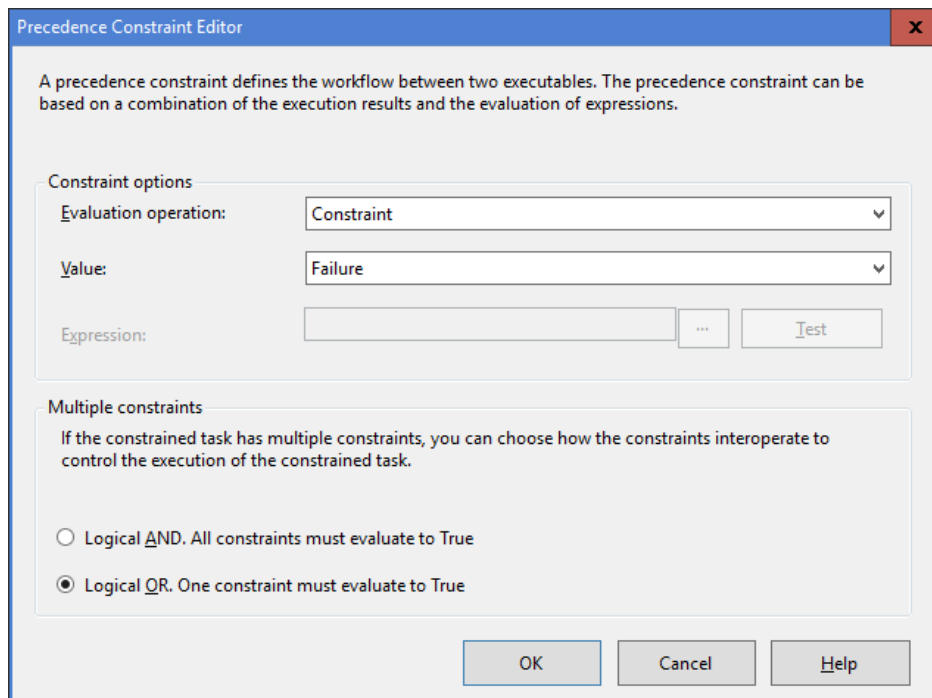 Precedence Constraint Editor
x
A precedence constraint defines the workflow between two executables. The precedence constraint can be
based on a combination of the execution results and the evaluation of expressions.
Constraint options
Evaluation operation:
Constraint
Value:
Failure
Expression:
...
Test
Multiple constraints
If the constrained task has multiple constraints, you can choose how the constraints interoperate to
control the execution of the constrained task.
Logical AND. All constraints must evaluate to True
Logical OR. One constraint must evaluate to True
OK
Cancel
Help